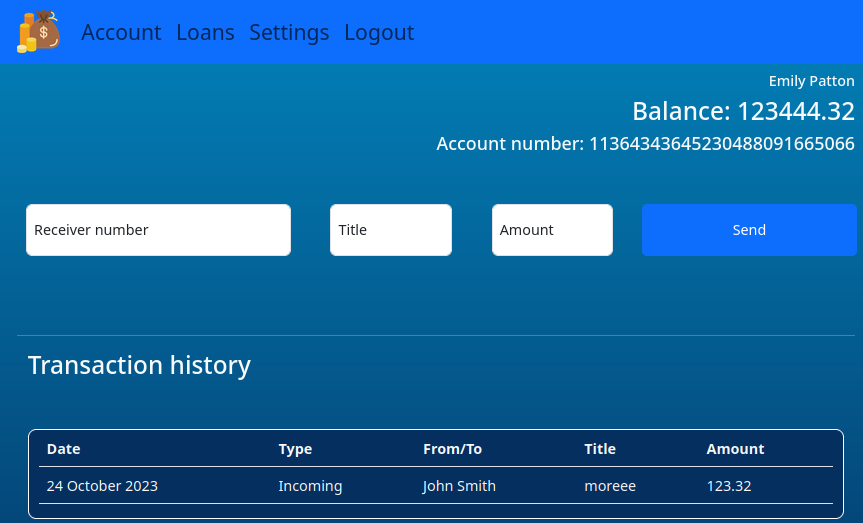 Account Loans Settings Logout
Emily Patton
Balance: 123444.32
Account number: 11364343645230488091665066
Receiver number Title Amount Send
Transaction history
Date Type From/To Title Amount
24 October 2023 Incoming John Smith moreee 123.32